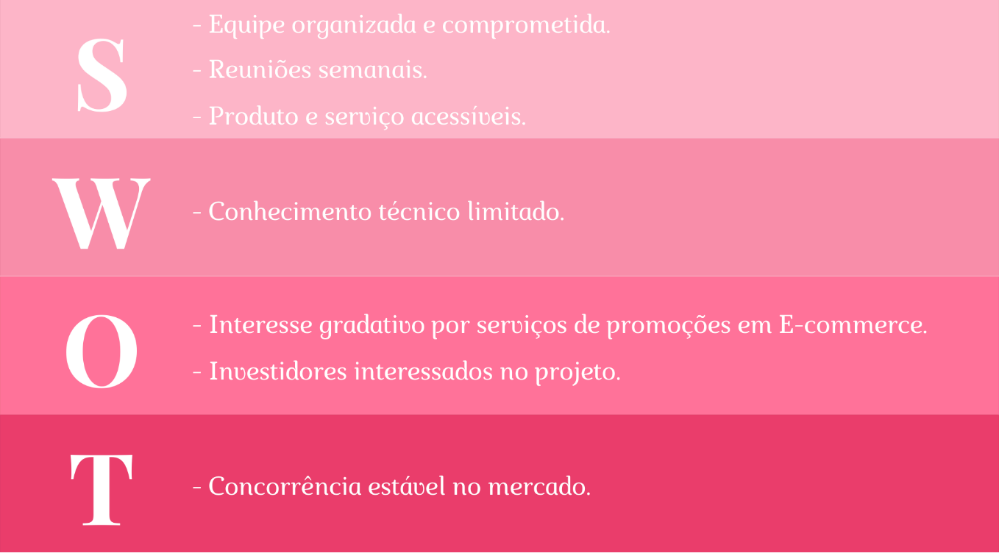 S
- Equipe organizada e comprometida.
- Reuniões semanais.
- Produto e serviço acessíveis.
W
- Conhecimento técnico limitado.
O
- Interesse gradativo por serviços de promoções em E-commerce.
- Investidores interessados no projeto.
T
- Concorrência estável no mercado.